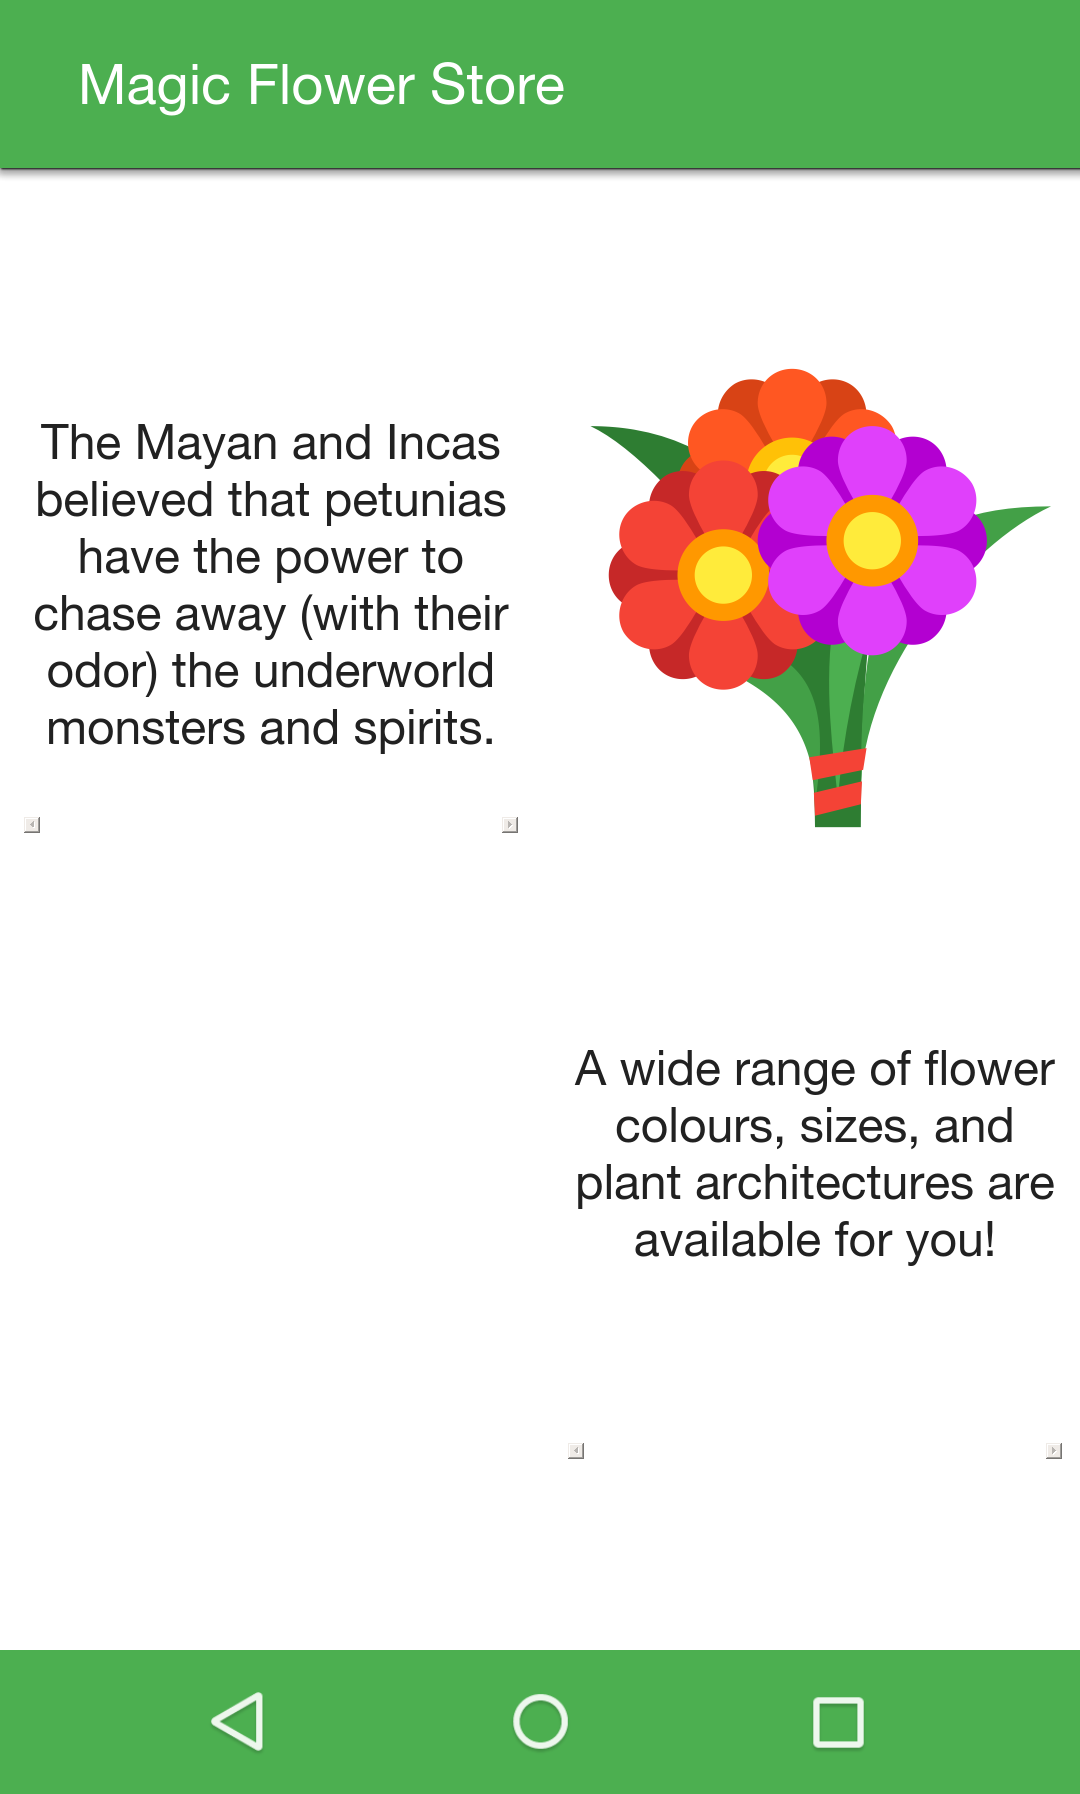 Magic Flower Store
The Mayan and Incas
believed that petunias
have the power to
chase away (with their
odor) the underworld
monsters and spirits.
A wide range of flower
colours, sizes, and
plant architectures are
available for you!